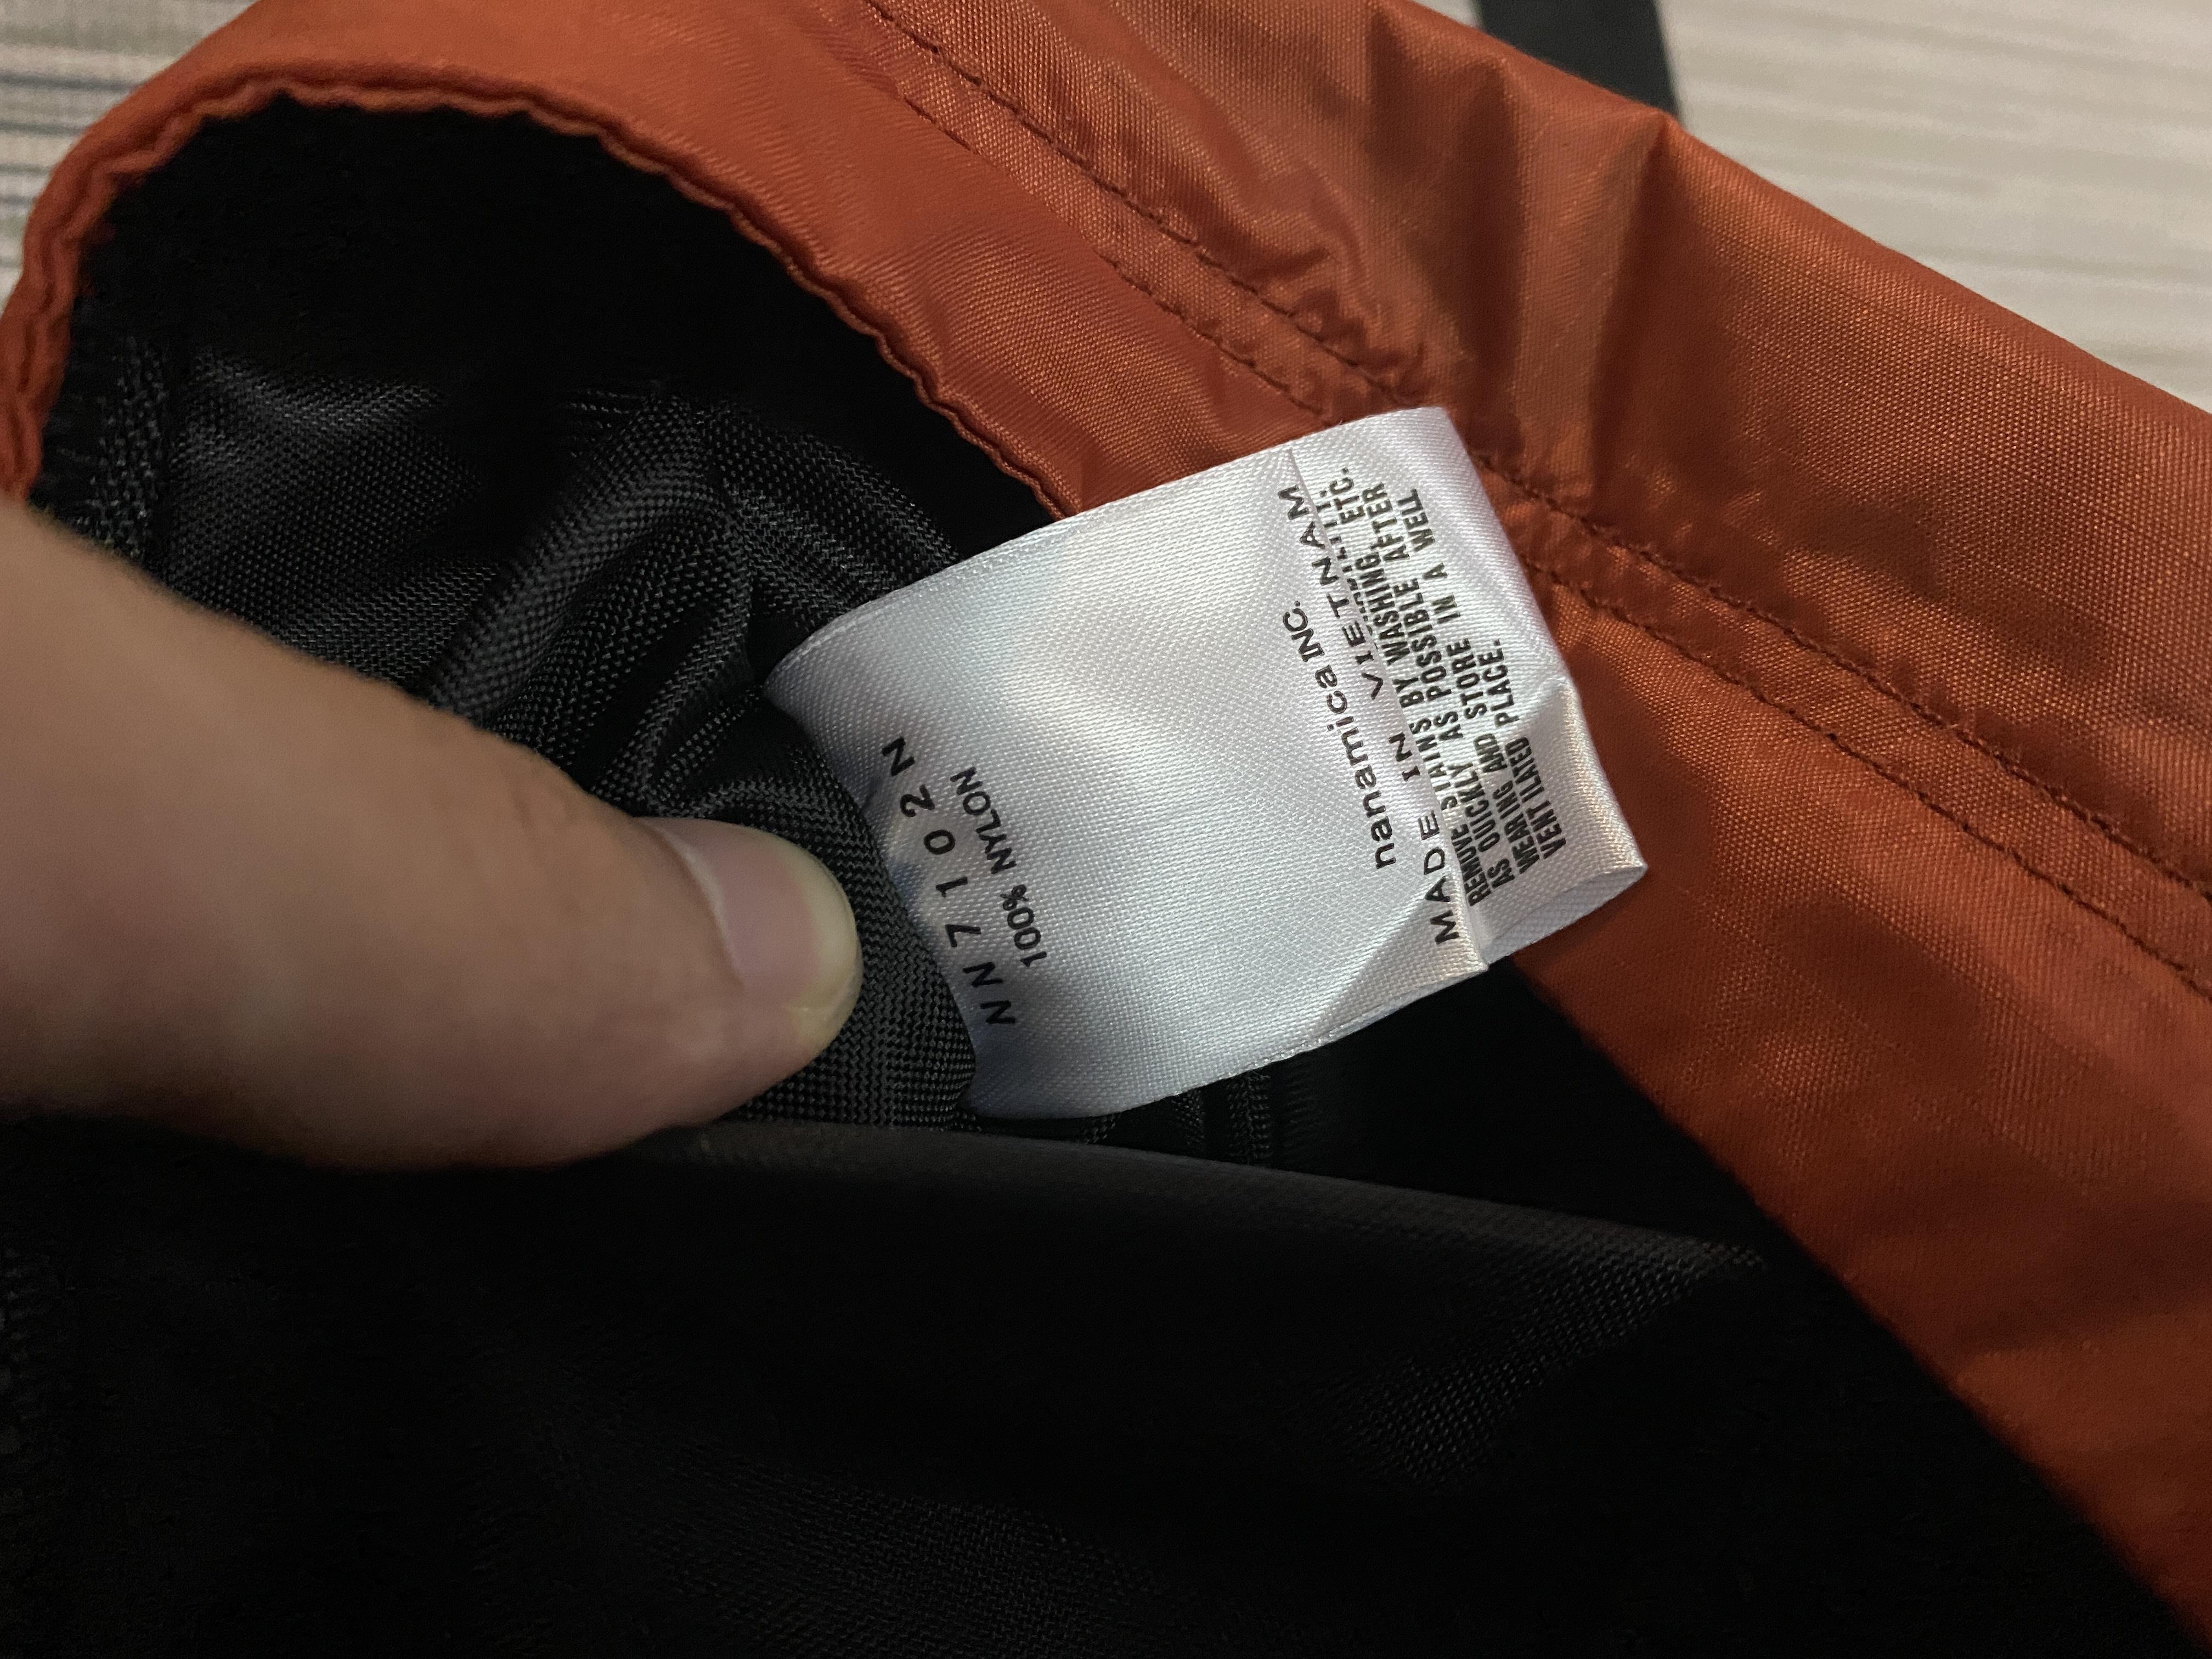 NN7102N
100% NYLON
nanamica INC.
MADE IN VIETNAM
REMOVE STAINS BY WASHING, ETC.
AS QUICKLY AS POSSIBLE AFTER
WEARING AND STORE IN A WELL
VENTILATED PLACE.